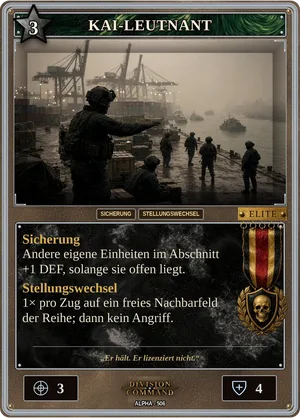 3
KAI-LEUTNANT
SICHERUNG
STELLUNGSWECHSEL
ELITE
Sicherung
Andere eigene Einheiten im Abschnitt
+1 DEF, solange sie offen liegt.
Stellungswechsel
1× pro Zug auf ein freies Nachbarfeld
der Reihe; dann kein Angriff.
„Er hält. Er lizenziert nicht.“
3
DIVISION
COMMAND
4
ALPHA 506